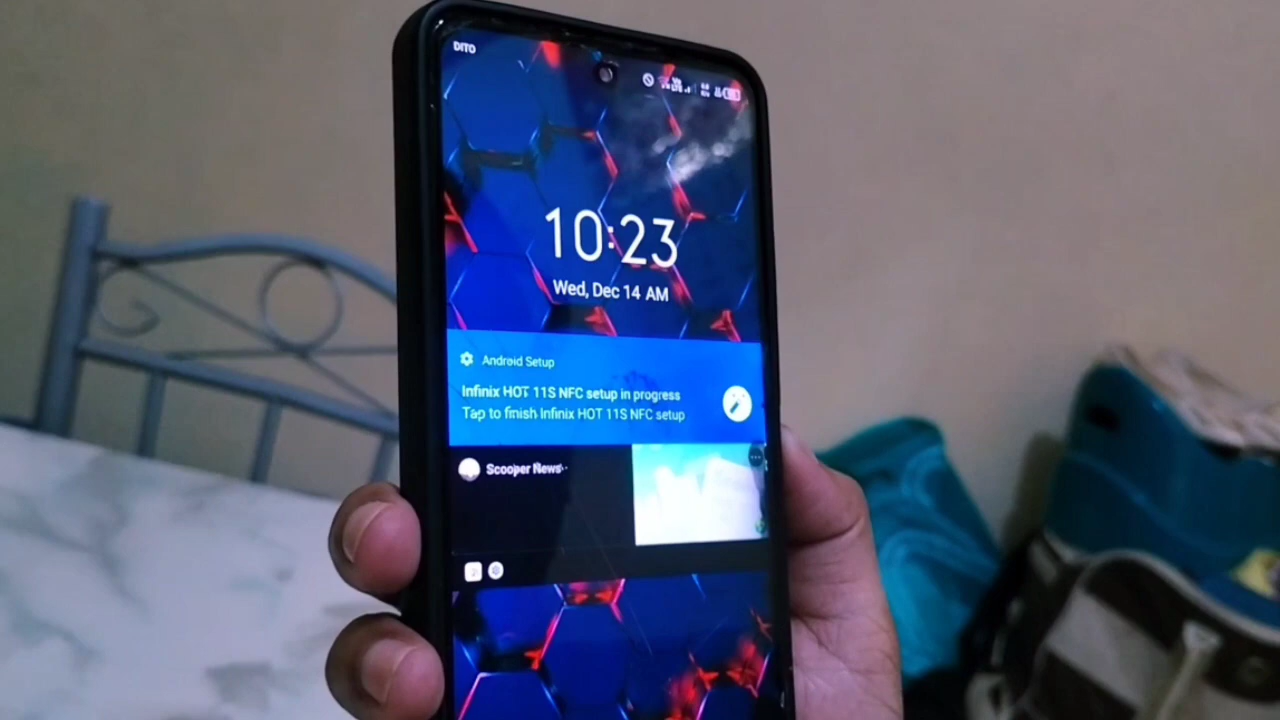 DITO
10:23
Wed, Dec 14 AM
Android Setup
Infinix HOT 11S NFC setup in progress
Tap to finish Infinix HOT 11S NFC setup
Scooper News